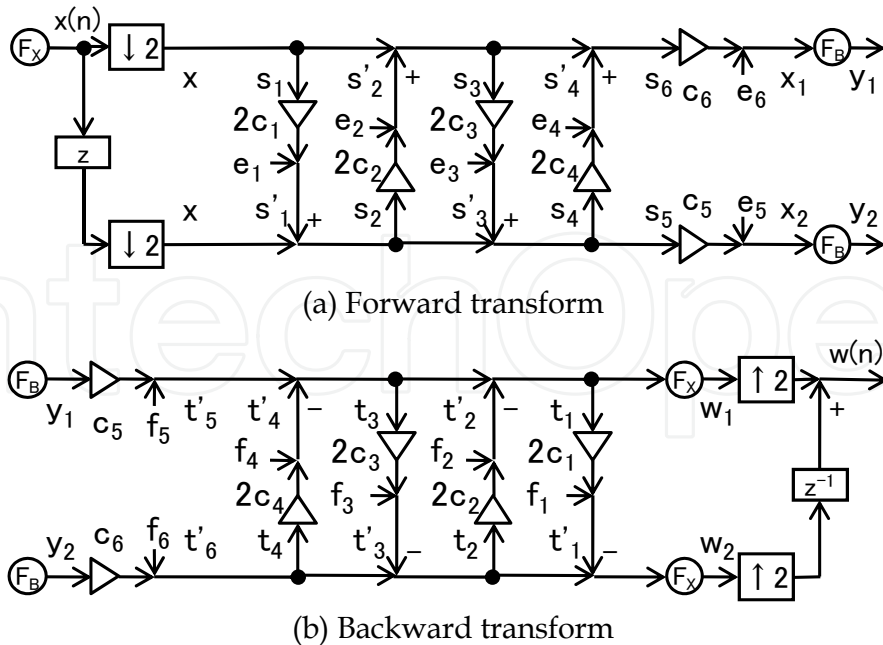 x(n)
F_X ↓ 2 x s_1 s'_2 + s_3 s'_4 + s_6 c_6 e_6 x_1 F_B y_1
2c_1 e_2 2c_3 e_4
z e_1 2c_2 e_3 2c_4
↓ 2 x s'_1 + s_2 s'_3 + s_4 s_5 c_5 e_5 x_2 F_B y_2
(a) Forward transform
F_B y_1 c_5 f_5 t'_5 t'_4 − t_3 t'_2 − t_1 F_X w_1 ↑ 2 + w(n)
f_4 2c_3 f_2 2c_1
2c_4 f_3 2c_2 f_1 z^{-1}
F_B y_2 c_6 f_6 t'_6 t_4 t'_3 − t_2 t'_1 − F_X w_2 ↑ 2
(b) Backward transform